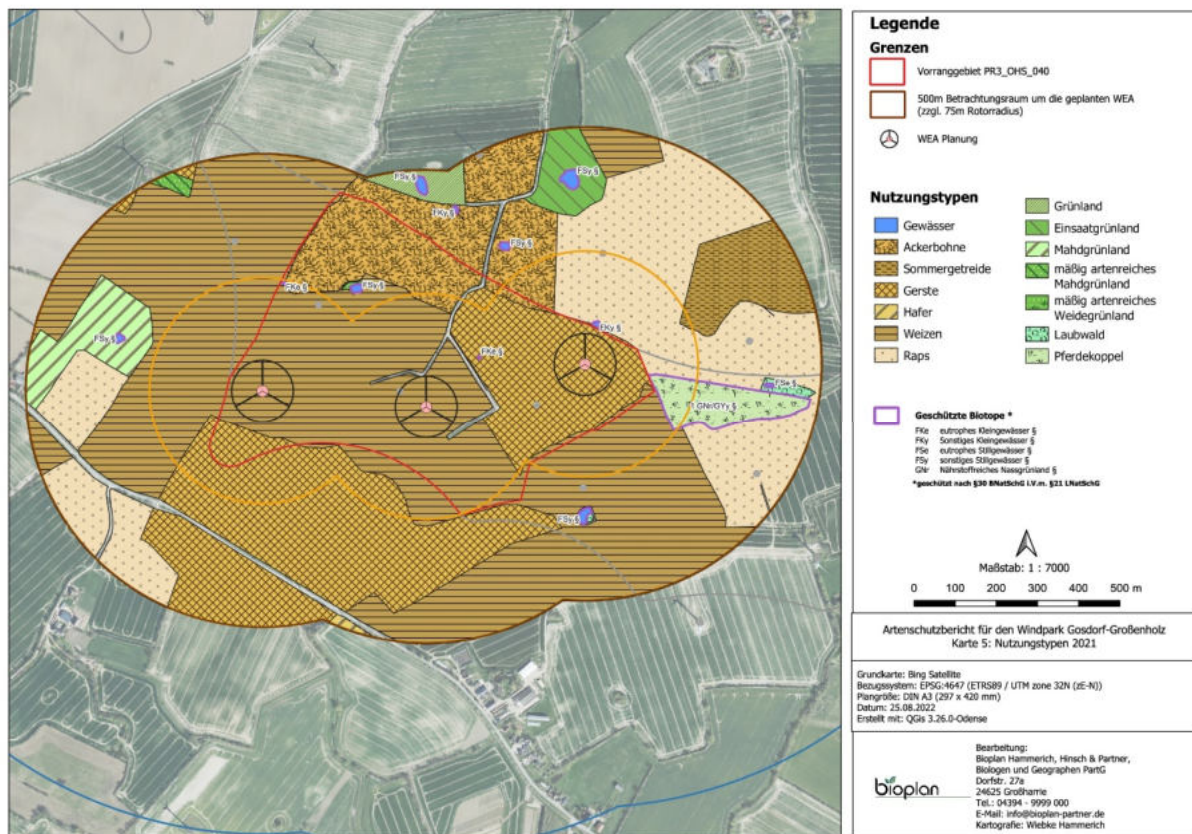 FSy §
FSy §
FKy §
FSy §
FKe §
FSy §
FKy §
FSy §
FKe §
FSe §
GNr/GYy §
FSy §
Legende
Grenzen
Vorranggebiet PR3_OHS_040
500m Betrachtungsraum um die geplanten WEA
(zzgl. 75m Rotorradius)
WEA Planung
Nutzungstypen
Gewässer
Ackerbohne
Sommergetreide
Gerste
Hafer
Weizen
Raps
Grünland
Einsaatgrünland
Mahdgrünland
mäßig artenreiches
Mahdgrünland
mäßig artenreiches
Weidegrünland
Laubwald
Pferdekoppel
Geschützte Biotope *
FKe eutrophes Kleingewässer §
FKy Sonstiges Kleingewässer §
FSe eutrophes Stillgewässer §
FSy sonstiges Stillgewässer §
GNr Nährstoffreiches Nassgrünland §
*geschützt nach §30 BNatSchG i.V.m. §21 LNatSchG
Maßstab: 1 : 7000
0 100 200 300 400 500 m
Artenschutzbericht für den Windpark Gosdorf-Großenholz
Karte 5: Nutzungstypen 2021
Grundkarte: Bing Satellite
Bezugssystem: EPSG:4647 (ETRS89 / UTM zone 32N (zE-N))
Plangröße: DIN A3 (297 x 420 mm)
Datum: 25.08.2022
Erstellt mit: QGis 3.26.0-Odense
bioplan
Bearbeitung:
Bioplan Hammerich, Hinsch & Partner,
Biologen und Geographen PartG
Dorfstr. 27a
24625 Großharrie
Tel.: 04394 - 9999 000
E-Mail: info@bioplan-partner.de
Kartografie: Wiebke Hammerich